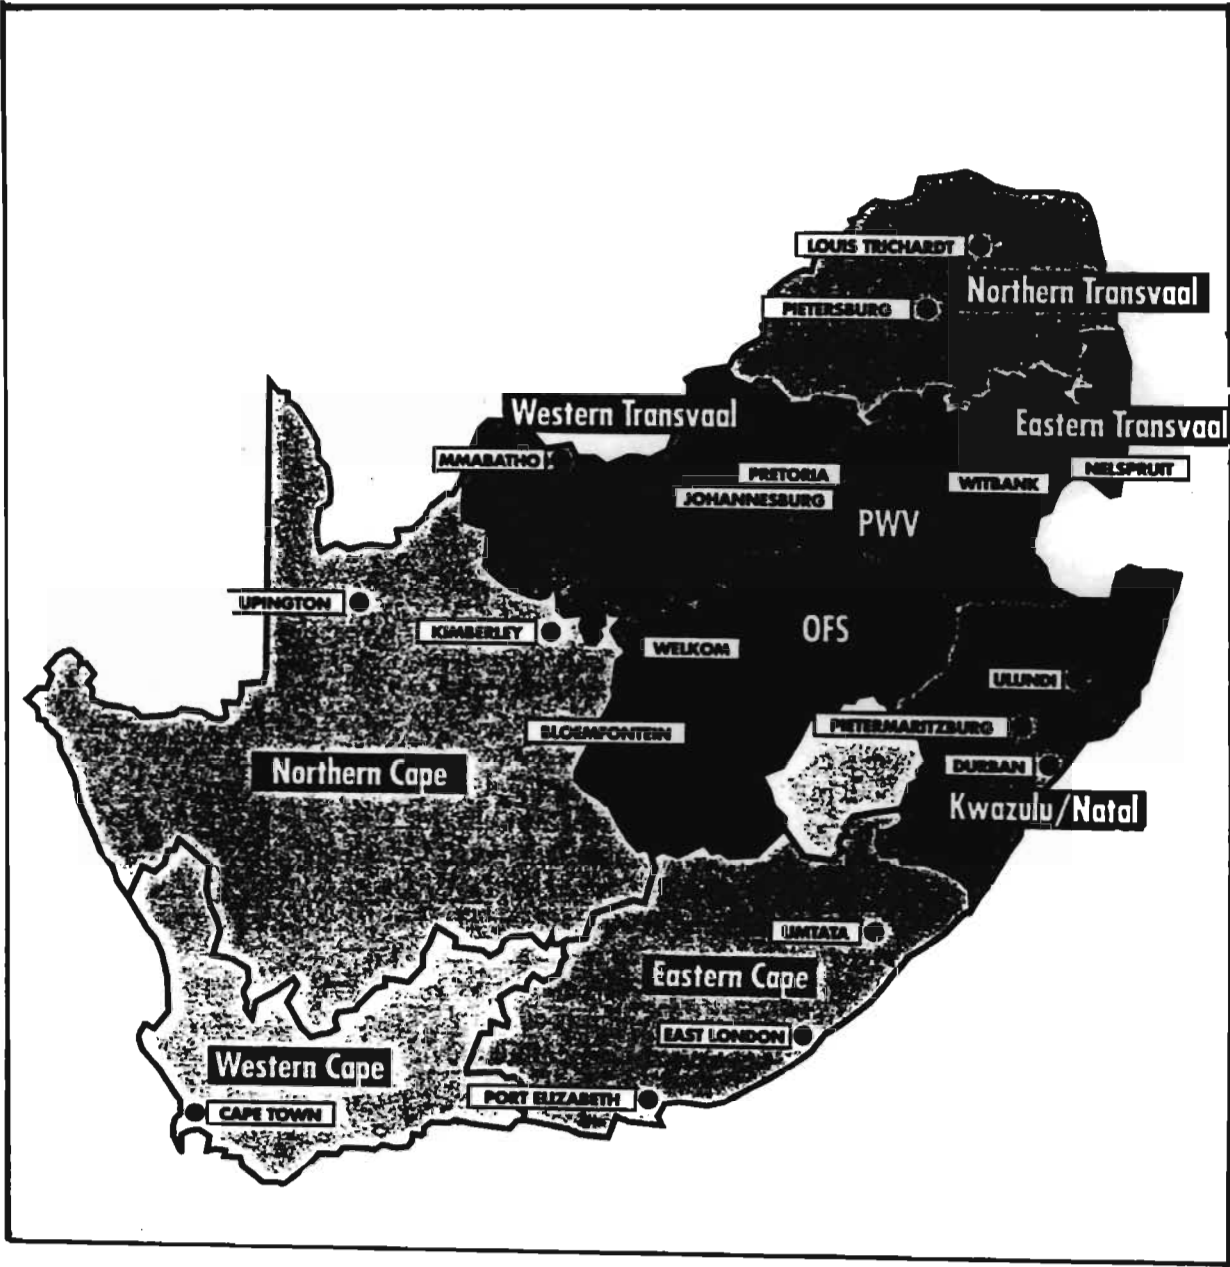 LOUIS TRICHARDT
Northern Transvaal
PIETERSBURG
Western Transvaal
Eastern Transvaal
MMABATHO
PRETORIA
NELSPRUIT
JOHANNESBURG
WITBANK
PWV
UPINGTON
KIMBERLEY
OFS
WELKOM
ULUNDI
PIETERMARITZBURG
BLOEMFONTEIN
DURBAN
Northern Cape
Kwazulu/Natal
UMTATA
Eastern Cape
EAST LONDON
Western Cape
PORT ELIZABETH
CAPE TOWN